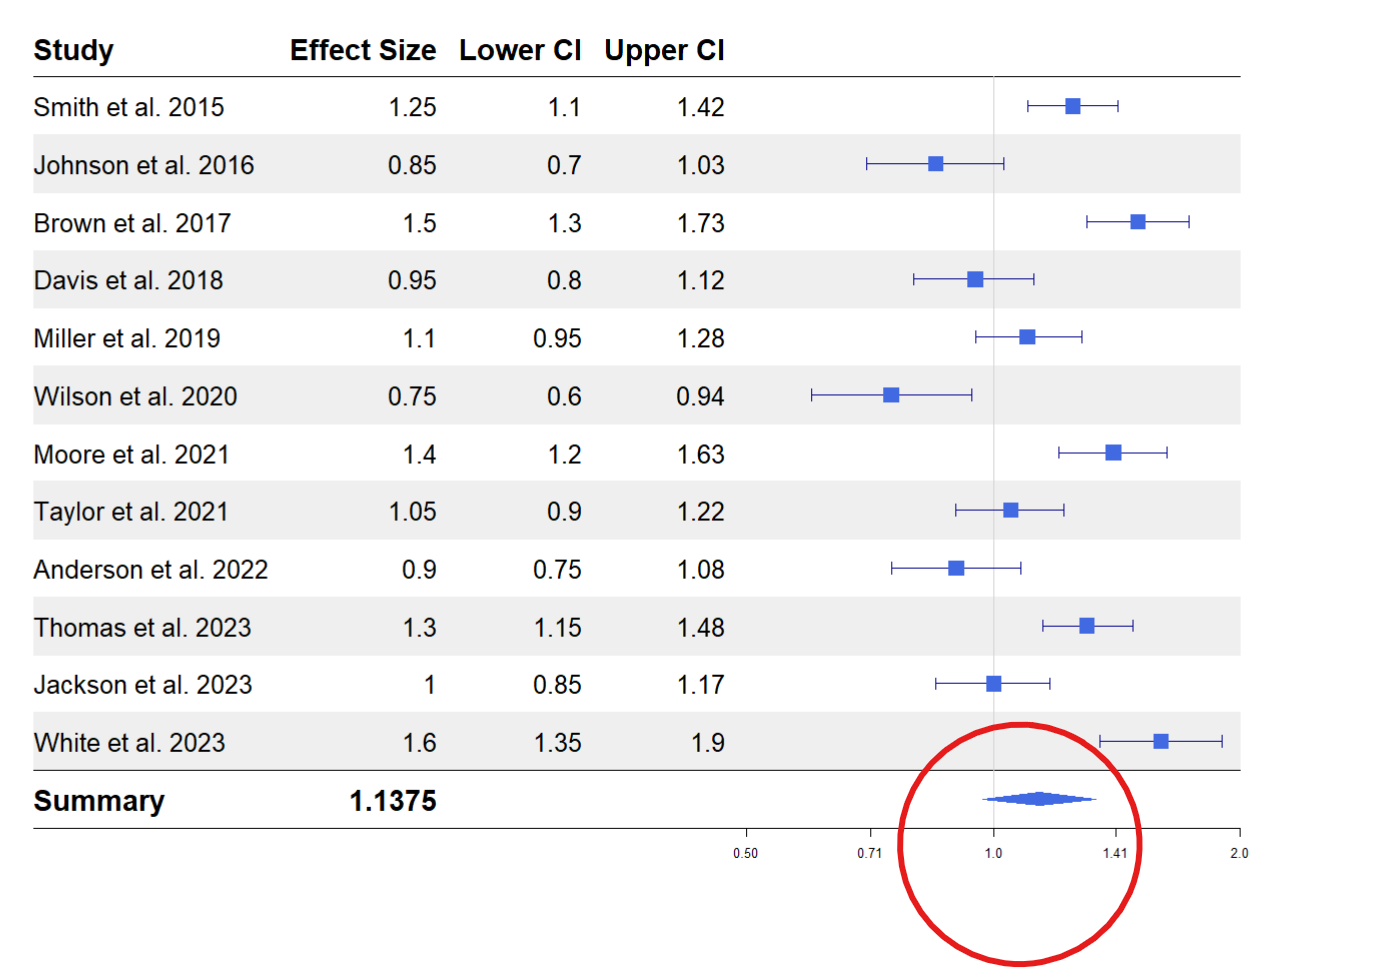 Study Effect Size Lower CI Upper CI
Smith et al. 2015 1.25 1.1 1.42
Johnson et al. 2016 0.85 0.7 1.03
Brown et al. 2017 1.5 1.3 1.73
Davis et al. 2018 0.95 0.8 1.12
Miller et al. 2019 1.1 0.95 1.28
Wilson et al. 2020 0.75 0.6 0.94
Moore et al. 2021 1.4 1.2 1.63
Taylor et al. 2021 1.05 0.9 1.22
Anderson et al. 2022 0.9 0.75 1.08
Thomas et al. 2023 1.3 1.15 1.48
Jackson et al. 2023 1 0.85 1.17
White et al. 2023 1.6 1.35 1.9
Summary 1.1375
0.50 0.71 1.0 1.41 2.0